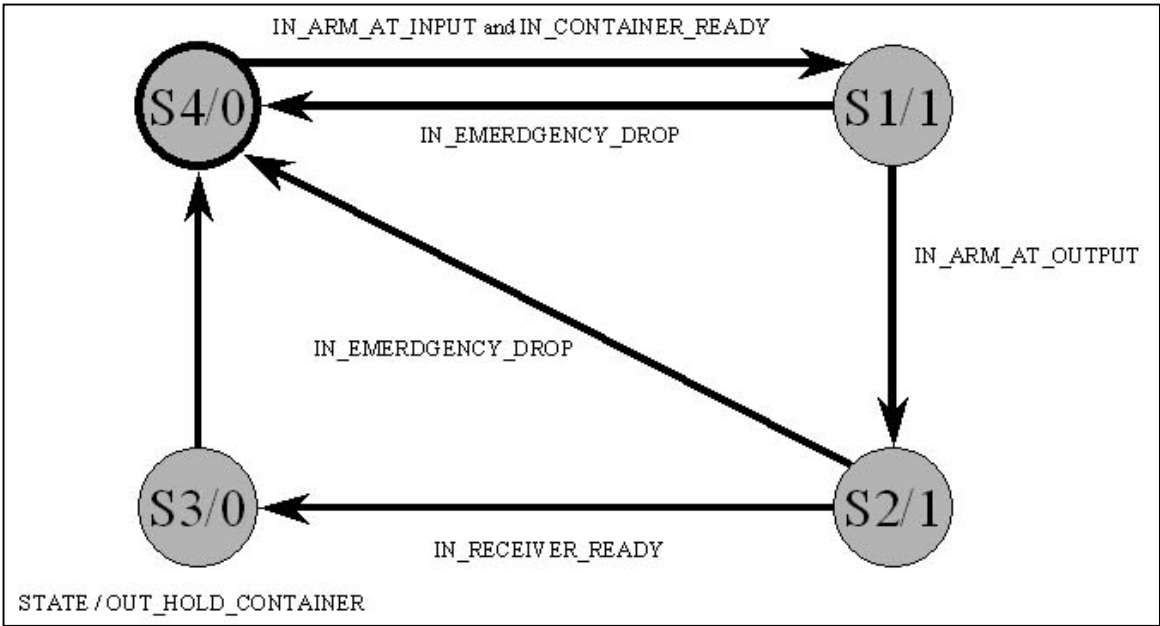 IN_ARM_AT_INPUT and IN_CONTAINER_READY
S4/0
S1/1
IN_EMERDGENCY_DROP
IN_ARM_AT_OUTPUT
IN_EMERDGENCY_DROP
S3/0
S2/1
IN_RECEIVER_READY
STATE / OUT_HOLD_CONTAINER